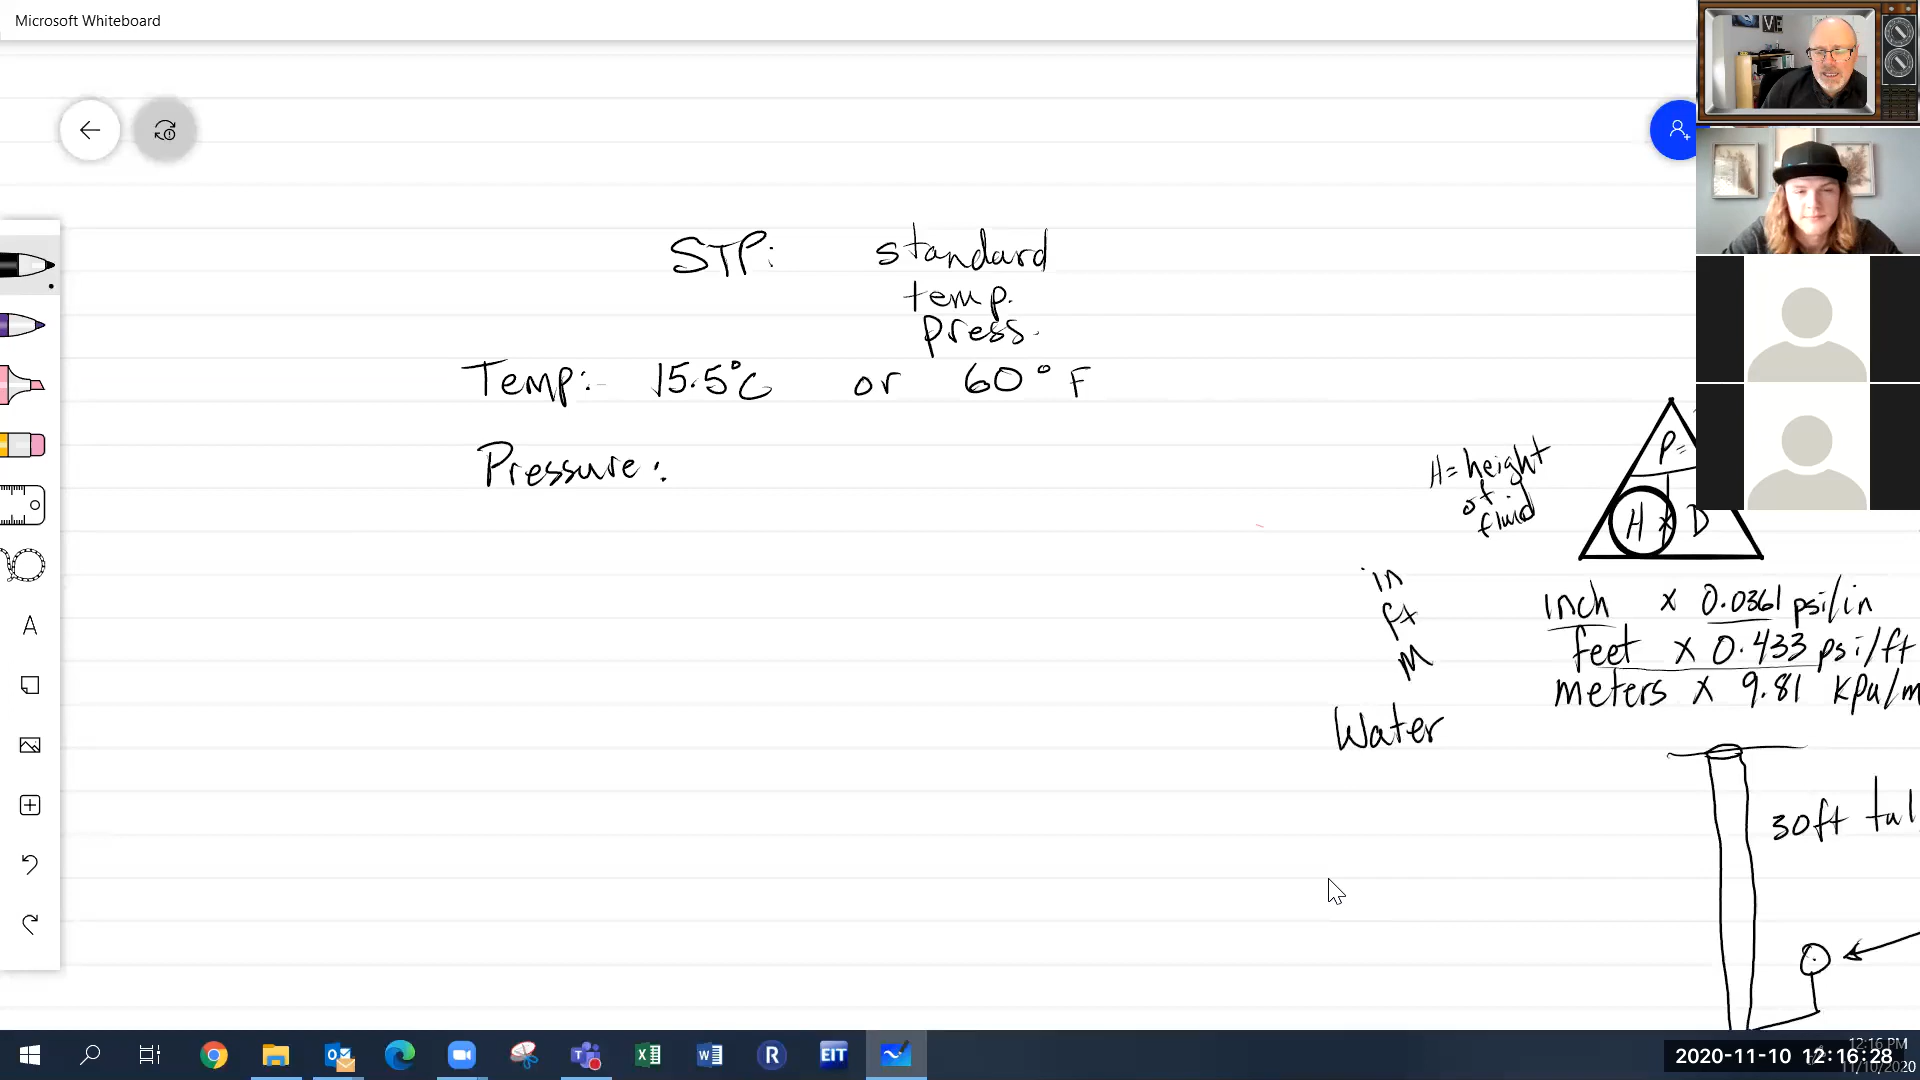 Microsoft Whiteboard
STP: standard
temp.
press.
Temp: 15.5°C or 60° F
Pressure:
H = height
of
fluid
P =
H x D
in
ft
M
inch x 0.0361 psi/in
feet x 0.433 psi/ft
meters x 9.81 kpa/m
Water
30ft tal
A
EIT
12:16 PM
2020-11-10 12:16:28
11/10/2020